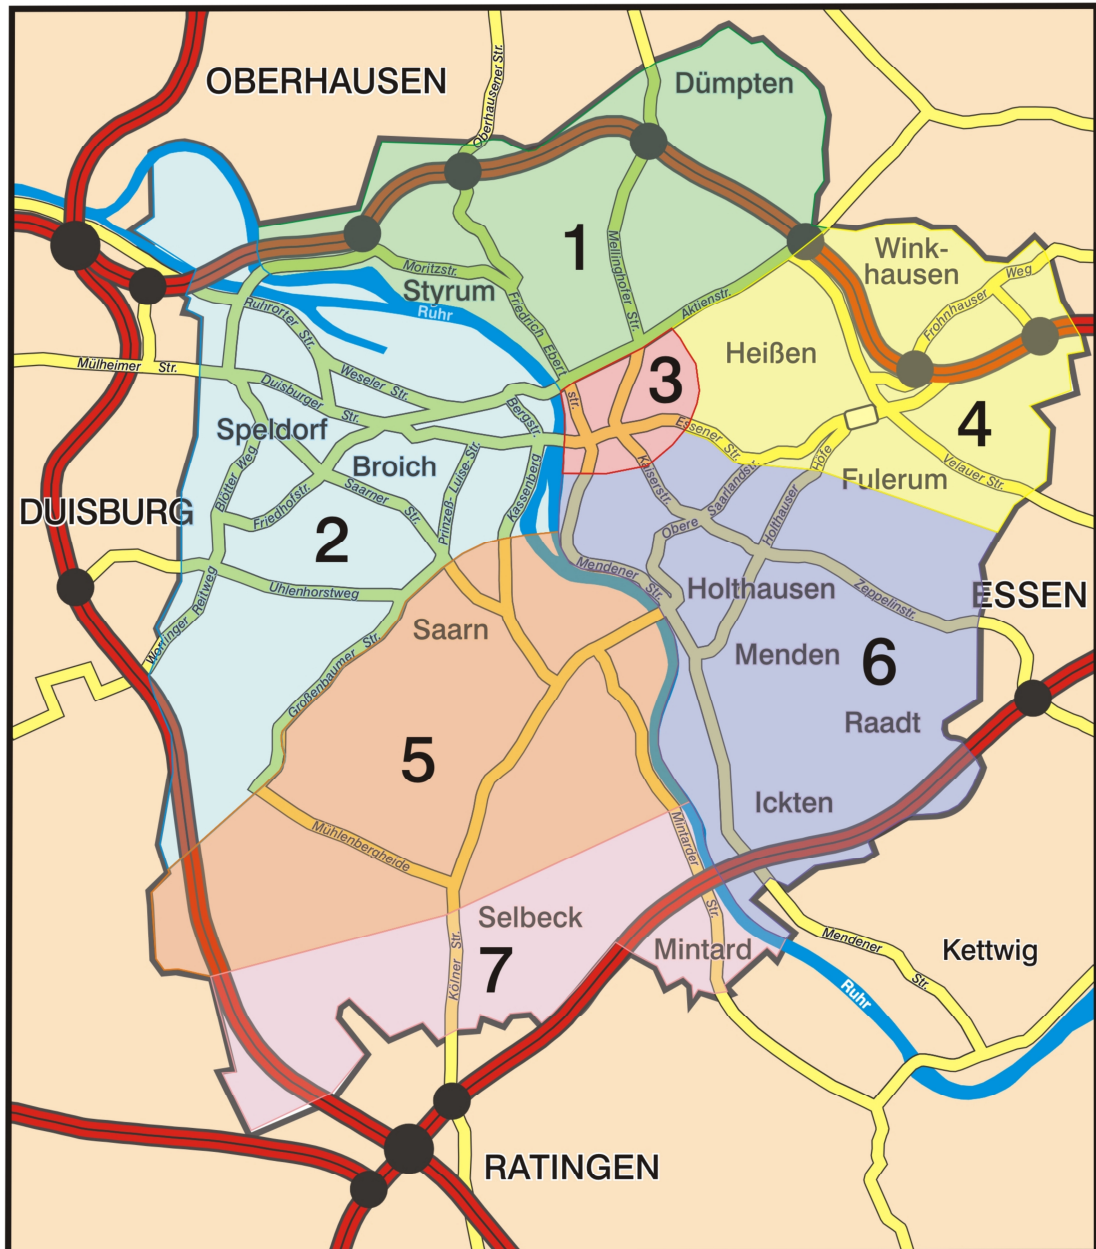 OBERHAUSEN
Oberhausener Str.
Dümpten
1
Mellinghofer Str.
Moritzstr.
Styrum
Ruhr
Friedrich Ebert
str.
Aktienstr.
Wink-
hausen
Frohnhauser Weg
Heißen
3
4
Ruhrorter Str.
Mülheimer Str.
Weseler Str.
Duisburger Str.
Bergstr.
Essener Str.
Speldorf
Broich
Velauer Str.
Fulerum
Höfe
Holthauser
Blötter Weg
Friedhofstr.
Saarner Str.
Prinzeß-Luise-Str.
Kassenberg
Kaiserstr.
Obere Saarlandstr.
DUISBURG
2
Mendener Str.
Uhlenhorstweg
Worringer Reitweg
Holthausen
Zeppelinstr.
ESSEN
Saarn
Menden
6
Großenbaumer Str.
Raadt
5
Ickten
Mühlenbergheide
Mintarder Str.
Selbeck
7
Kölner Str.
Mintard
Mendener Str.
Kettwig
Ruhr
RATINGEN